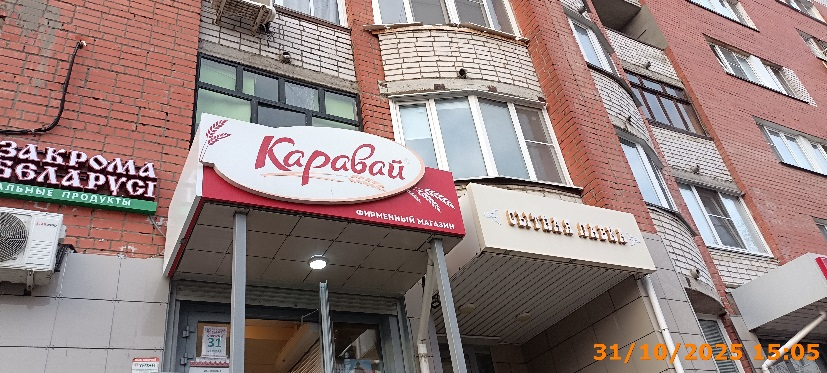 ЗАКРОМА
БЕЛАРУСІ
АЛЬНЫЕ ПРОДУКТЫ
Каравай
ФИРМЕННЫЙ МАГАЗИН
СЫТНАЯ ЛАВКА
31
31/10/2025 15:05